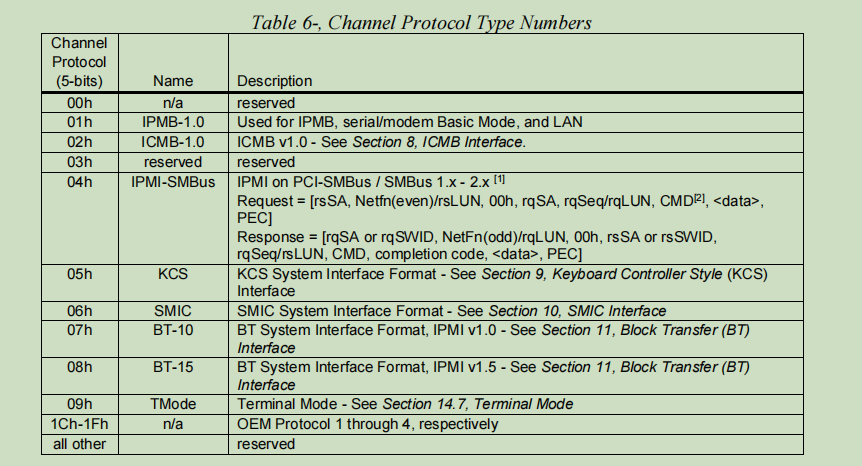 Table 6-, Channel Protocol Type Numbers
Channel
Protocol
(5-bits) Name Description
00h n/a reserved
01h IPMB-1.0 Used for IPMB, serial/modem Basic Mode, and LAN
02h ICMB-1.0 ICMB v1.0 - See Section 8, ICMB Interface.
03h reserved reserved
04h IPMI-SMBus IPMI on PCI-SMBus / SMBus 1.x - 2.x [1]
Request = [rsSA, Netfn(even)/rsLUN, 00h, rqSA, rqSeq/rqLUN, CMD[2], <data>,
PEC]
Response = [rqSA or rqSWID, NetFn(odd)/rqLUN, 00h, rsSA or rsSWID,
rqSeq/rsLUN, CMD, completion code, <data>, PEC]
05h KCS KCS System Interface Format - See Section 9, Keyboard Controller Style (KCS)
Interface
06h SMIC SMIC System Interface Format - See Section 10, SMIC Interface
07h BT-10 BT System Interface Format, IPMI v1.0 - See Section 11, Block Transfer (BT)
Interface
08h BT-15 BT System Interface Format, IPMI v1.5 - See Section 11, Block Transfer (BT)
Interface
09h TMode Terminal Mode - See Section 14.7, Terminal Mode
1Ch-1Fh n/a OEM Protocol 1 through 4, respectively
all other reserved